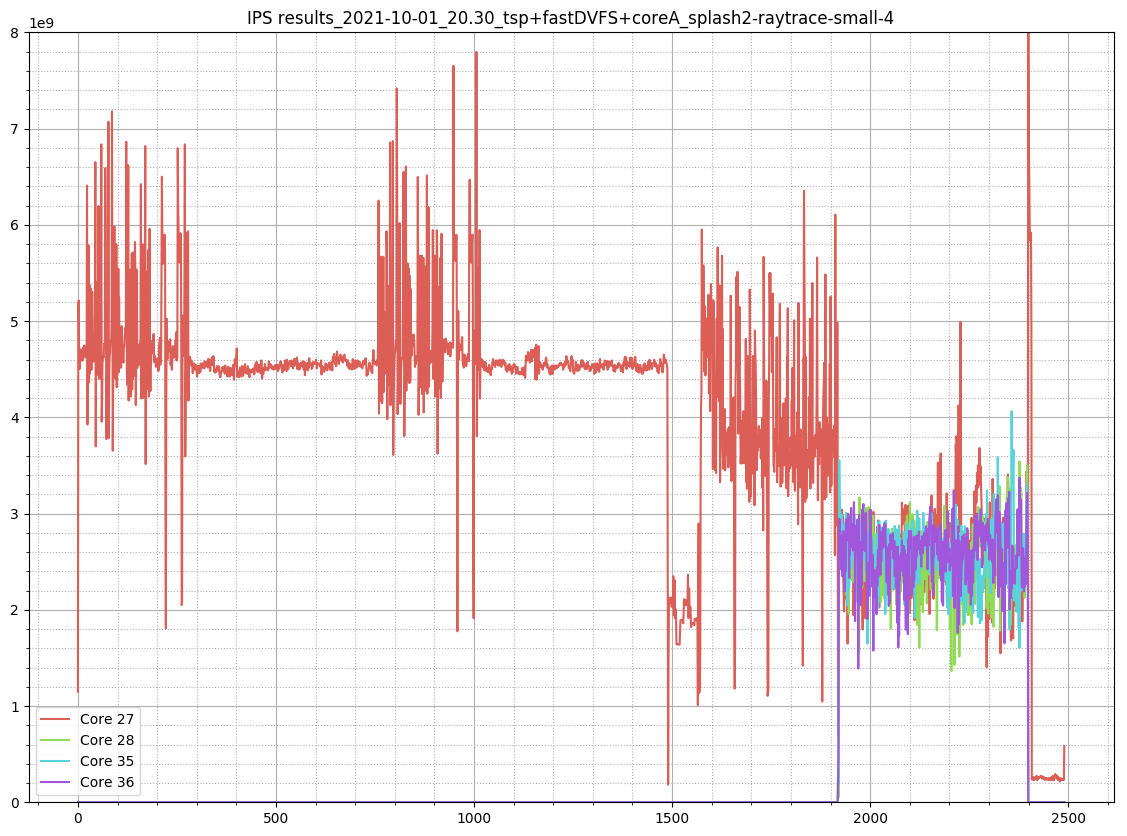 IPS results_2021-10-01_20.30_tsp+fastDVFS+coreA_splash2-raytrace-small-4
1e9
8
7
6
5
4
3
2
1
0
Core 27
Core 28
Core 35
Core 36
0 500 1000 1500 2000 2500